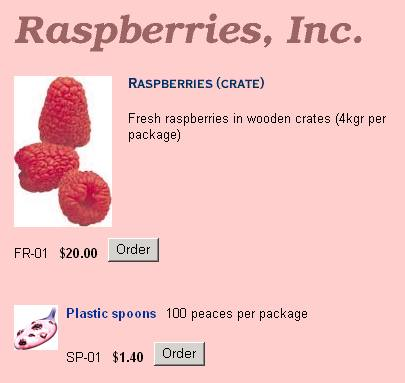 Raspberries, Inc.
RASPBERRIES (CRATE)
Fresh raspberries in wooden crates (4kgr per
package)
FR-01 $20.00 Order
Plastic spoons 100 peaces per package
SP-01 $1.40 Order